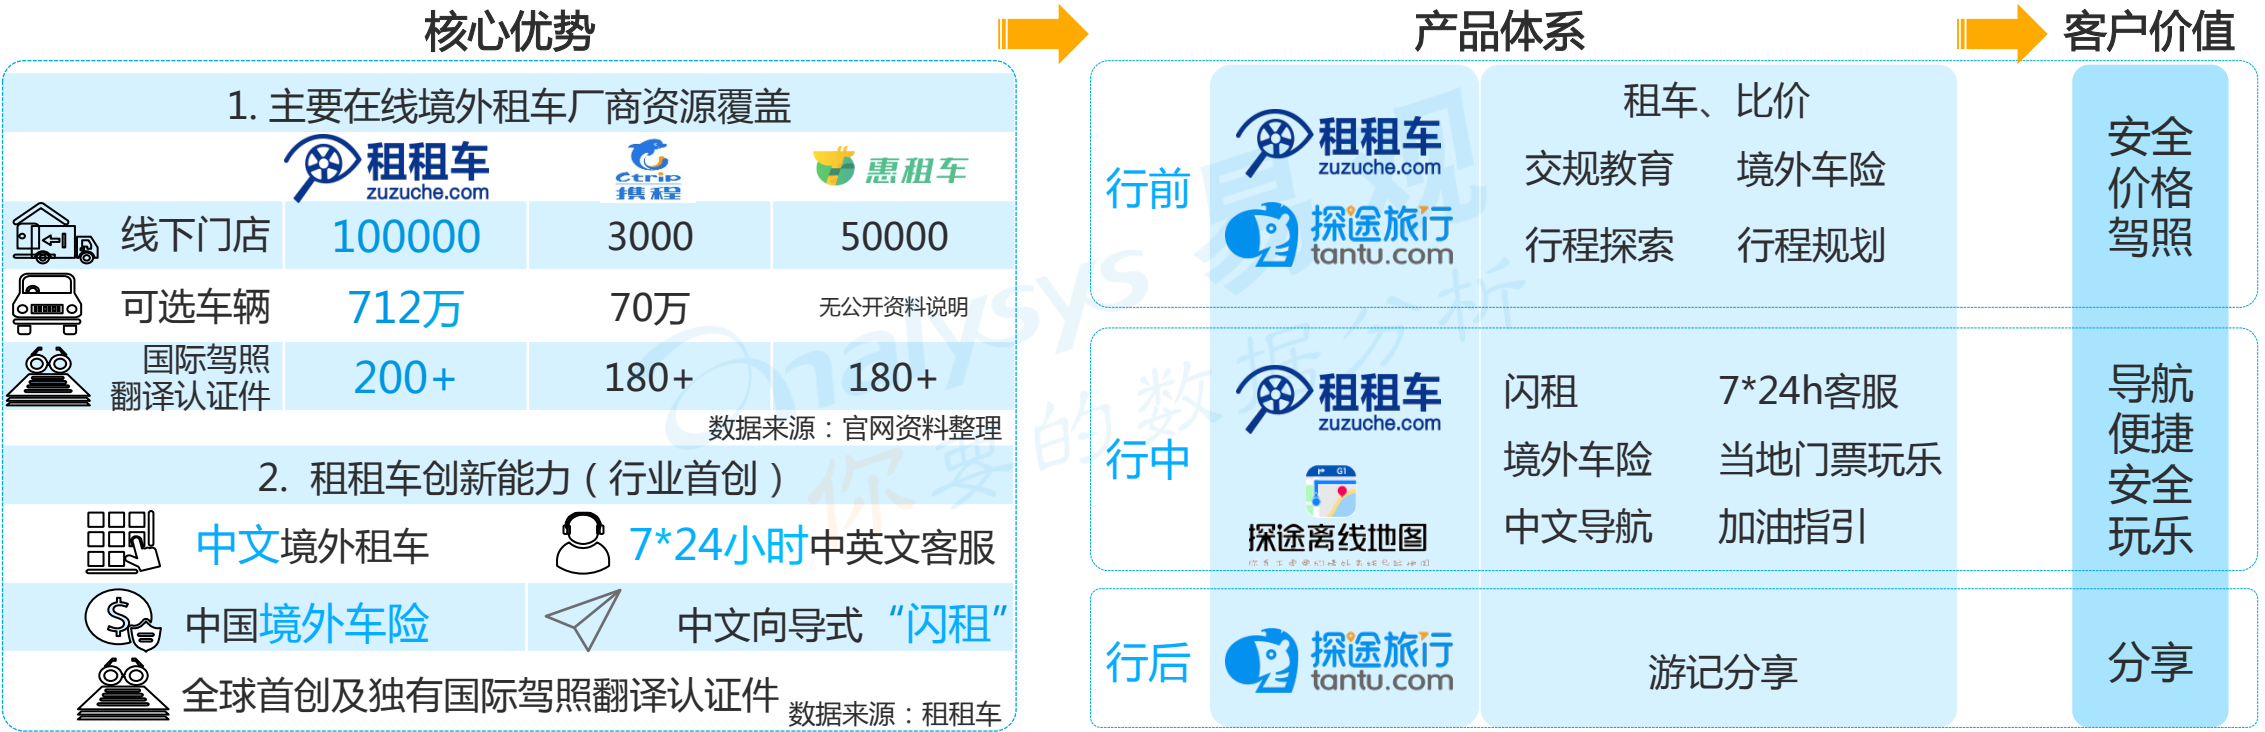 核心优势
产品体系
客户价值
1. 主要在线境外租车厂商资源覆盖
租租车
zuzuche.com
Ctrip
携程
惠租车
线下门店
100000
3000
50000
可选车辆
712万
70万
无公开资料说明
国际驾照
翻译认证件
200+
180+
180+
数据来源：官网资料整理
2. 租租车创新能力（行业首创）
中文境外租车
7*24小时中英文客服
中国境外车险
中文向导式“闪租”
全球首创及独有国际驾照翻译认证件
数据来源：租租车
行前
租租车
zuzuche.com
探途旅行
tantu.com
租车、比价
交规教育
境外车险
行程探索
行程规划
安全
价格
驾照
行中
租租车
zuzuche.com
G1
探途离线地图
闪租
7*24h客服
境外车险
当地门票玩乐
中文导航
加油指引
导航
便捷
安全
玩乐
行后
探途旅行
tantu.com
游记分享
分享
analysys 易观
你要的数据分析